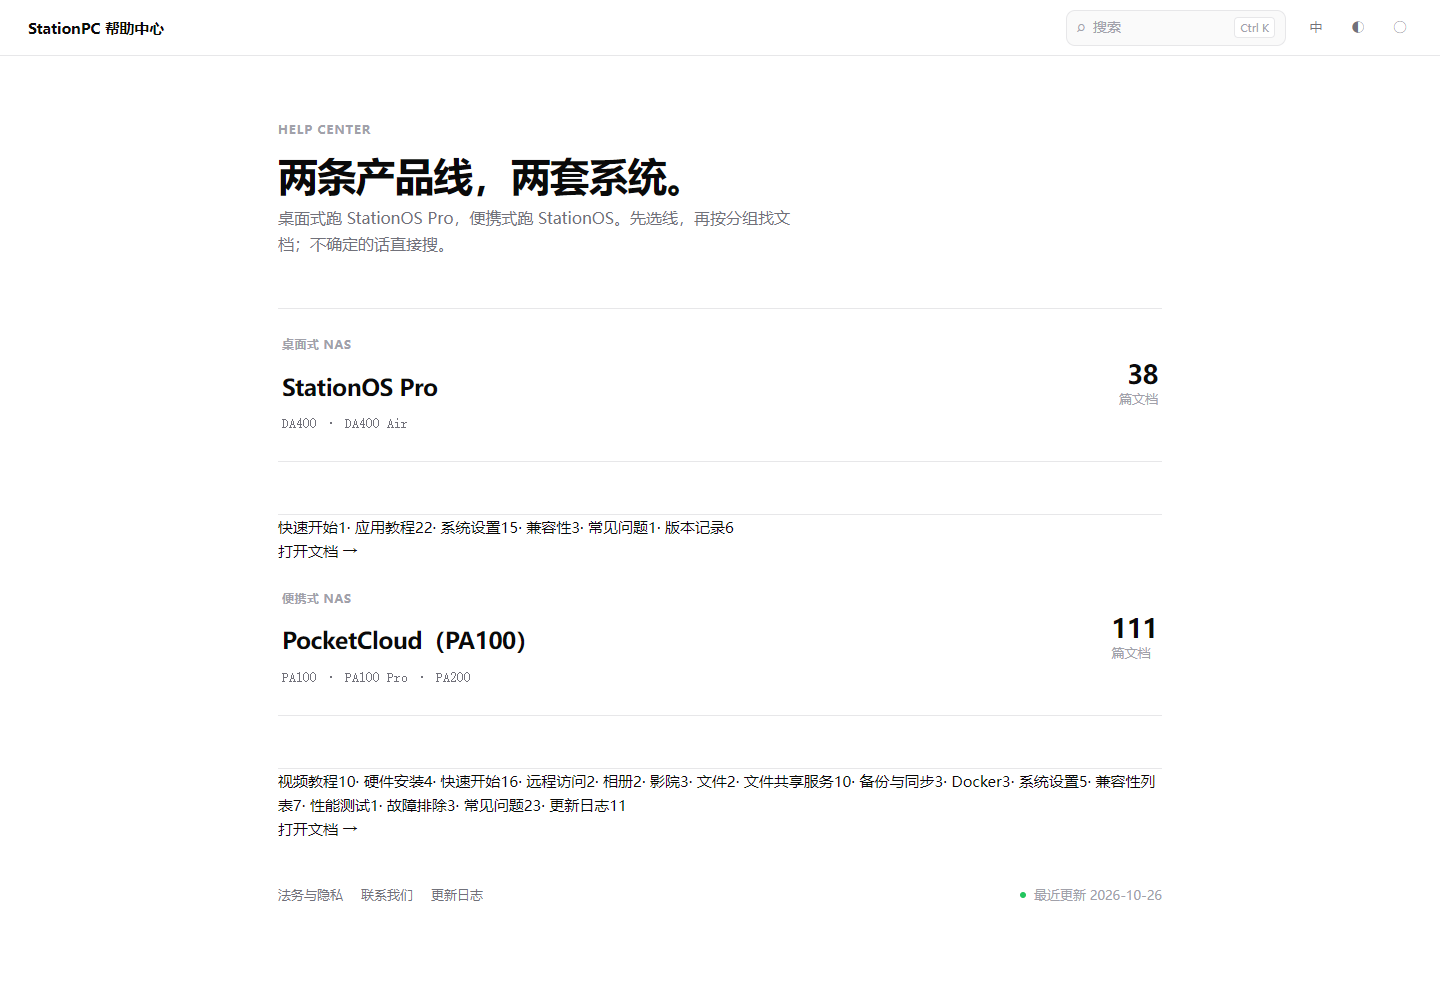 StationPC 帮助中心
搜索
Ctrl K
中
HELP CENTER
两条产品线，两套系统。
桌面式跑 StationOS Pro，便携式跑 StationOS。先选线，再按分组找文
档；不确定的话直接搜。
桌面式 NAS
StationOS Pro
DA400 · DA400 Air
38
篇文档
快速开始1· 应用教程22· 系统设置15· 兼容性3· 常见问题1· 版本记录6
打开文档 →
便携式 NAS
PocketCloud（PA100）
PA100 · PA100 Pro · PA200
111
篇文档
视频教程10· 硬件安装4· 快速开始16· 远程访问2· 相册2· 影院3· 文件2· 文件共享服务10· 备份与同步3· Docker3· 系统设置5· 兼容性列
表7· 性能测试1· 故障排除3· 常见问题23· 更新日志11
打开文档 →
法务与隐私 联系我们 更新日志
最近更新 2026-10-26